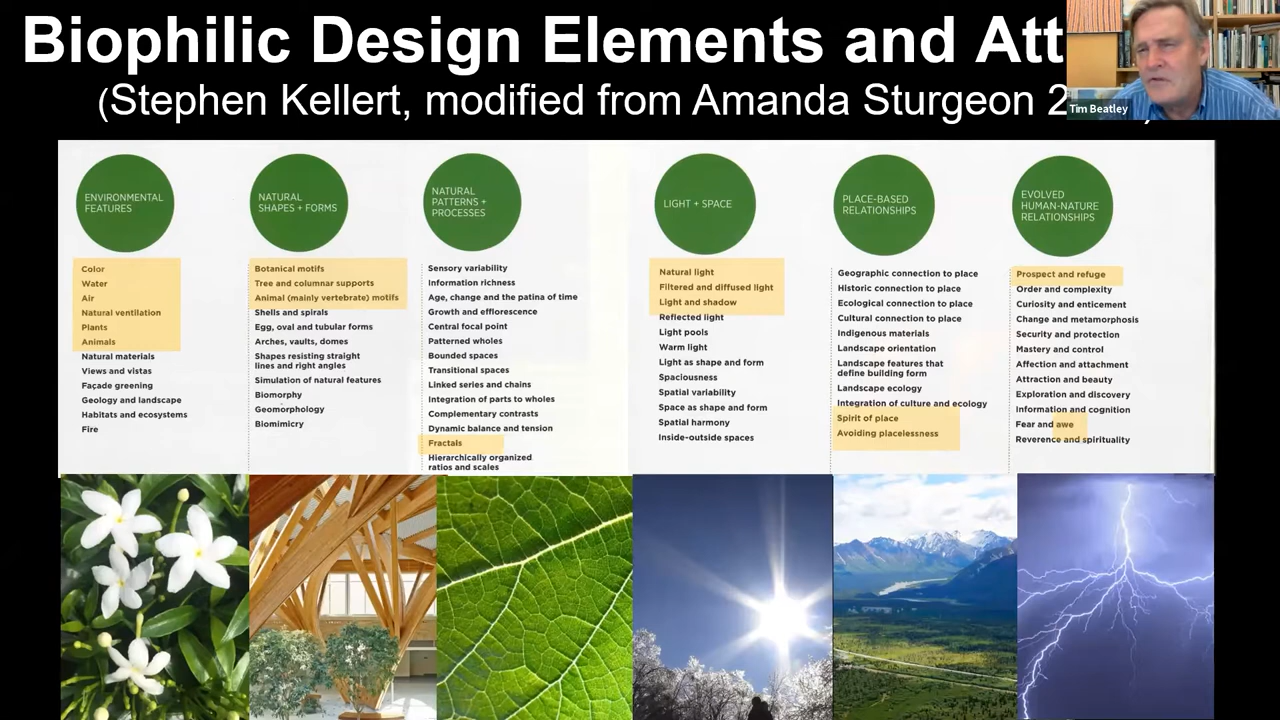 Biophilic Design Elements and Att
(Stephen Kellert, modified from Amanda Sturgeon 2
Tim Beatley
ENVIRONMENTAL
FEATURES
Color
Water
Air
Natural ventilation
Plants
Animals
Natural materials
Views and vistas
Façade greening
Geology and landscape
Habitats and ecosystems
Fire
NATURAL
SHAPES + FORMS
Botanical motifs
Tree and columnar supports
Animal (mainly vertebrate) motifs
Shells and spirals
Egg, oval and tubular forms
Arches, vaults, domes
Shapes resisting straight
lines and right angles
Simulation of natural features
Biomorphy
Geomorphology
Biomimicry
NATURAL
PATTERNS +
PROCESSES
Sensory variability
Information richness
Age, change and the patina of time
Growth and efflorescence
Central focal point
Patterned wholes
Bounded spaces
Transitional spaces
Linked series and chains
Integration of parts to wholes
Complementary contrasts
Dynamic balance and tension
Fractals
Hierarchically organized
ratios and scales
LIGHT + SPACE
Natural light
Filtered and diffused light
Light and shadow
Reflected light
Light pools
Warm light
Light as shape and form
Spaciousness
Spatial variability
Space as shape and form
Spatial harmony
Inside-outside spaces
PLACE-BASED
RELATIONSHIPS
Geographic connection to place
Historic connection to place
Ecological connection to place
Cultural connection to place
Indigenous materials
Landscape orientation
Landscape features that
define building form
Landscape ecology
Integration of culture and ecology
Spirit of place
Avoiding placelessness
EVOLVED
HUMAN-NATURE
RELATIONSHIPS
Prospect and refuge
Order and complexity
Curiosity and enticement
Change and metamorphosis
Security and protection
Mastery and control
Affection and attachment
Attraction and beauty
Exploration and discovery
Information and cognition
Fear and awe
Reverence and spirituality